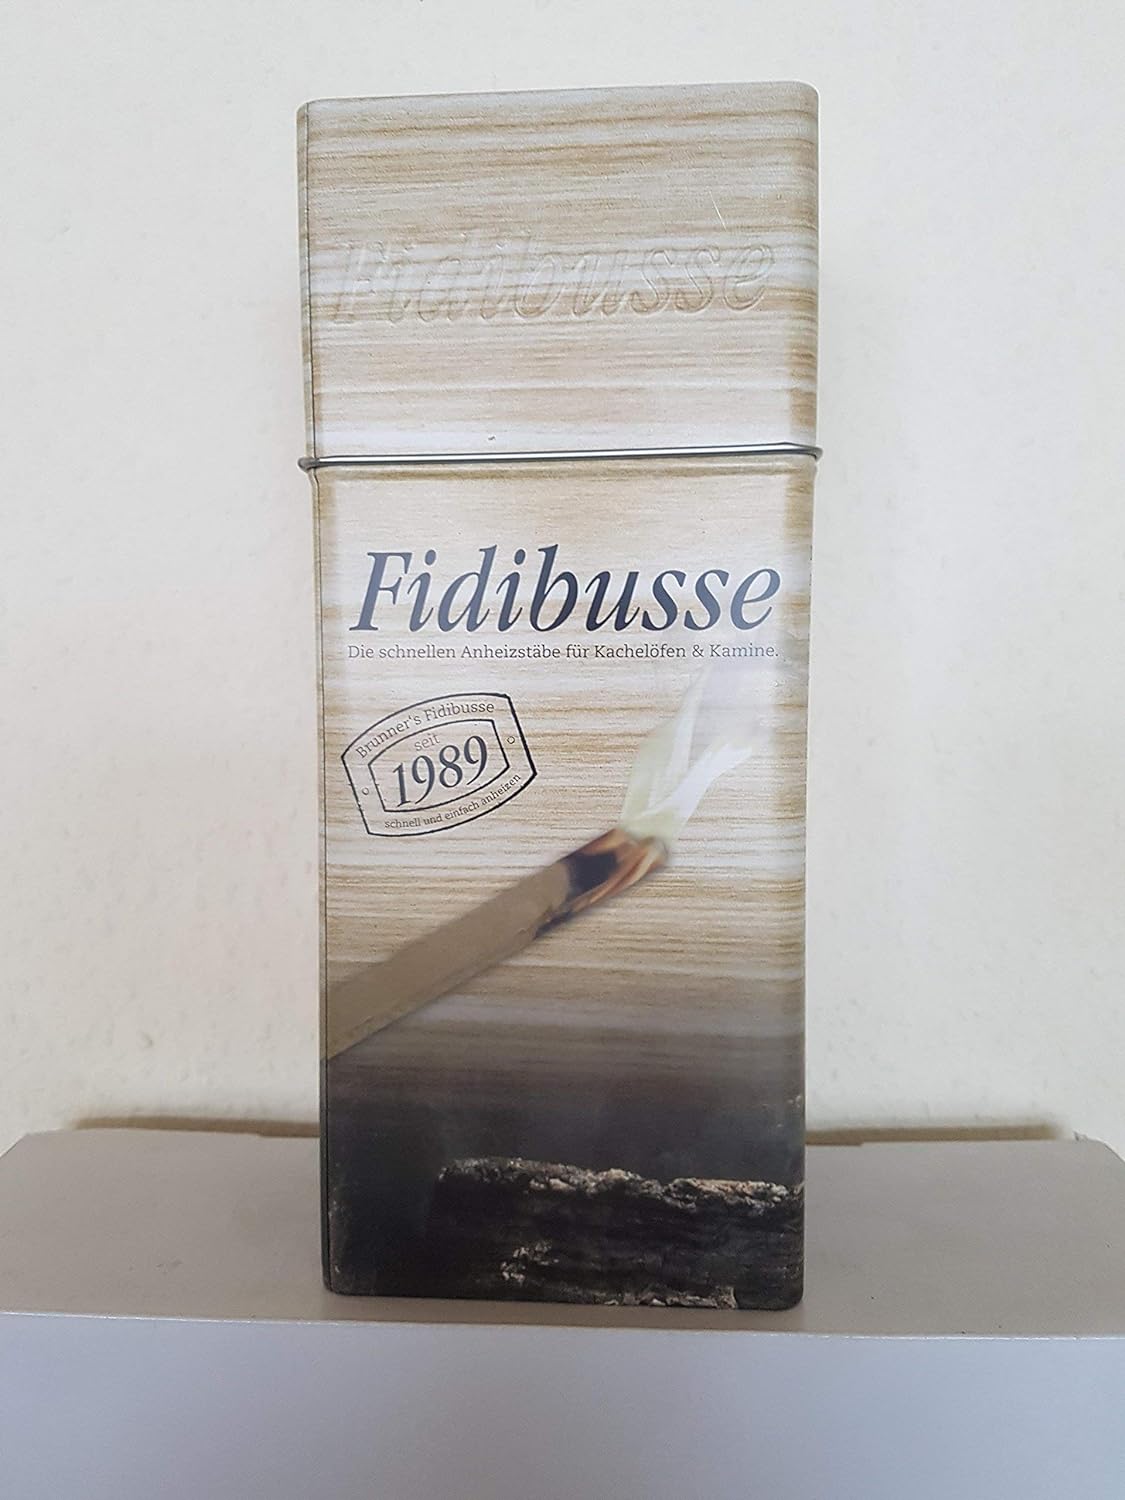 Fidibusse
Fidibusse
Die schnellen Anheizstäbe für Kachelöfen & Kamine.
Brunner's Fidibusse
seit
1989
schnell und einfach anheizen